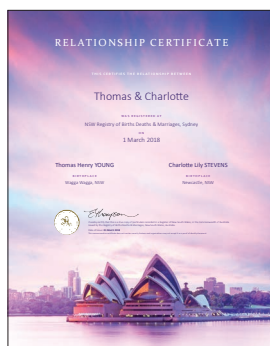 RELATIONSHIP CERTIFICATE
THIS CERTIFIES THE RELATIONSHIP BETWEEN
Thomas & Charlotte
WAS REGISTERED AT
NSW Registry of Births Deaths & Marriages, Sydney
ON
1 March 2018
Thomas Henry YOUNG
Charlotte Lily STEVENS
BIRTHPLACE
BIRTHPLACE
Wagga Wagga, NSW
Newcastle, NSW